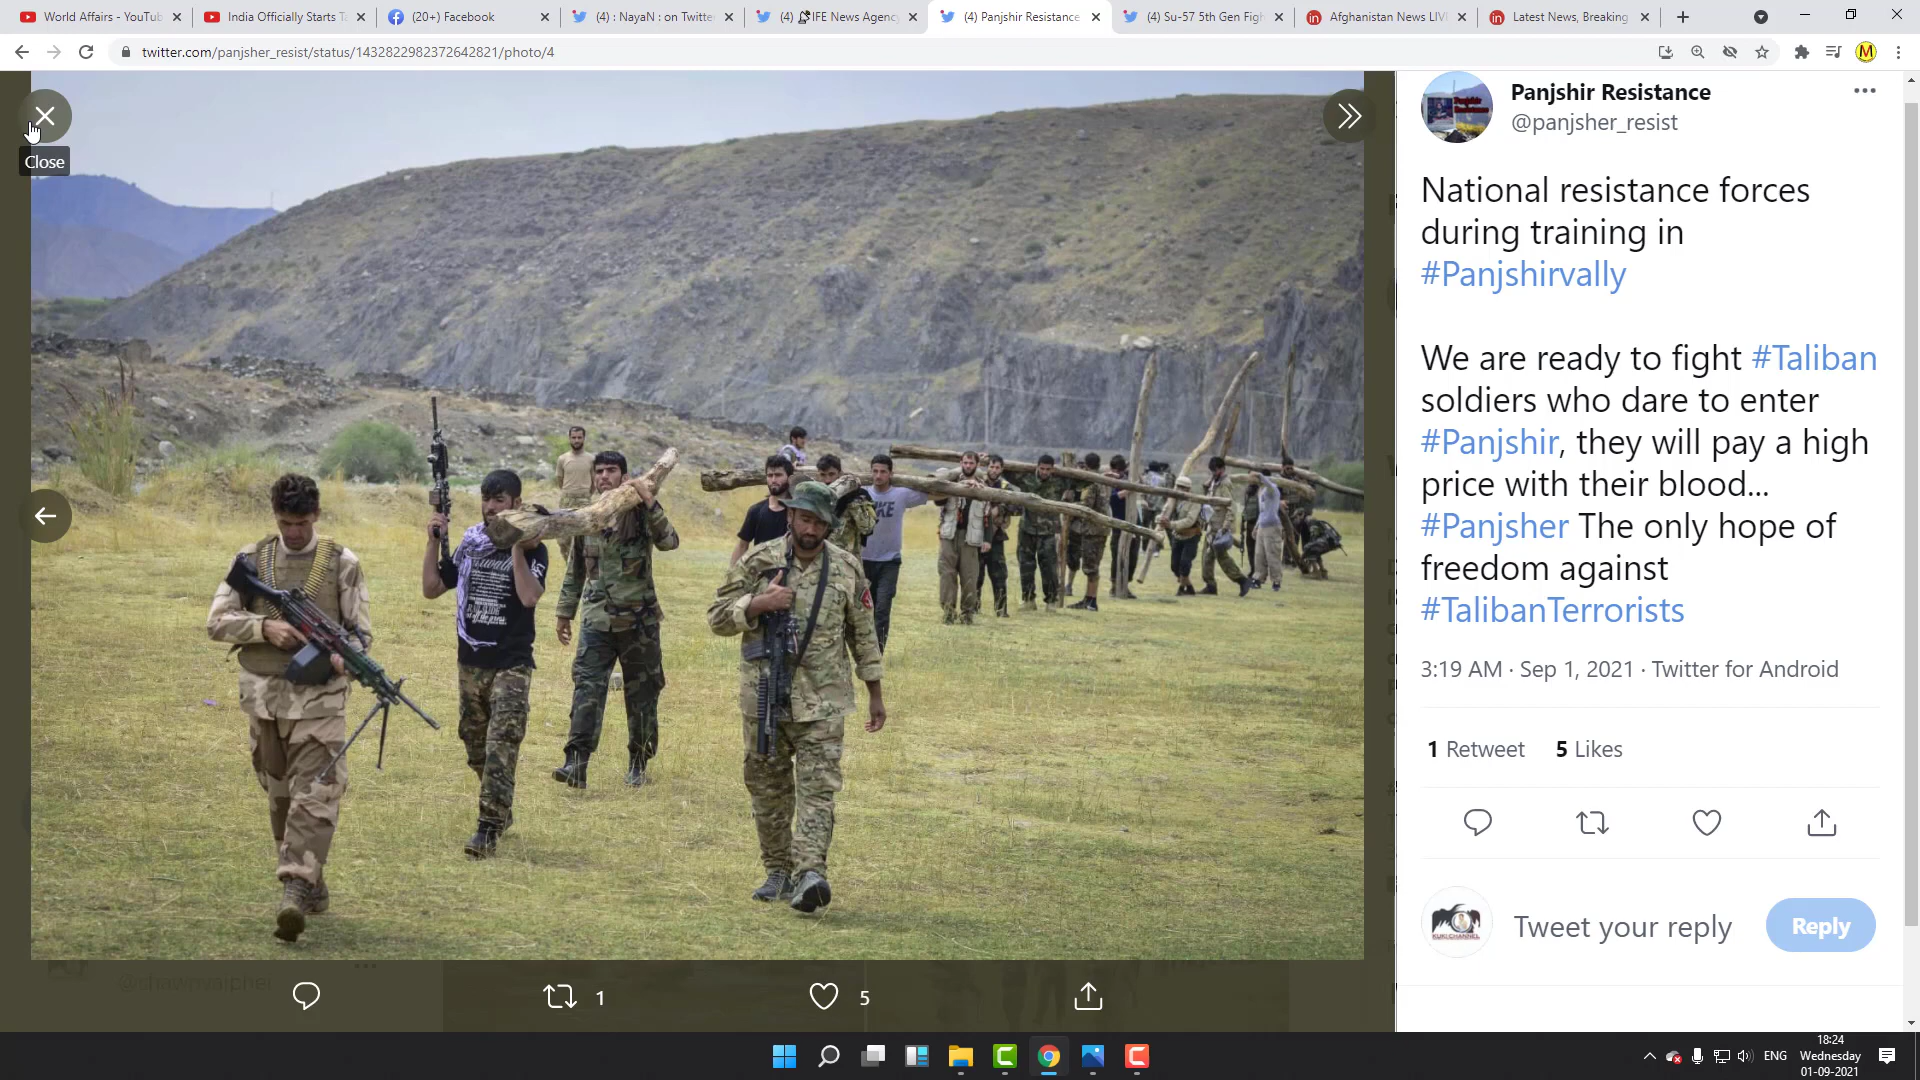 World Affairs - YouTub
India Officially Starts Ta
(20+) Facebook
(4) : NayaN : on Twitte
(4)
IFE News Agenc
(4) Panjshir Resistance
(4) Su-57 5th Gen Figh
Afghanistan News LIV
Latest News, Breaking
twitter.com/panjsher_resist/status/1432822982372642821/photo/4
Close
Panjshir Resistance
@panjsher_resist
National resistance forces
during training in
#Panjshirvally
We are ready to fight #Taliban
soldiers who dare to enter
#Panjshir, they will pay a high
price with their blood...
#Panjsher The only hope of
freedom against
#TalibanTerrorists
3:19 AM · Sep 1, 2021 · Twitter for Android
1 Retweet 5 Likes
Tweet your reply
Reply
1
5
ENG
18:24
Wednesday
01-09-2021